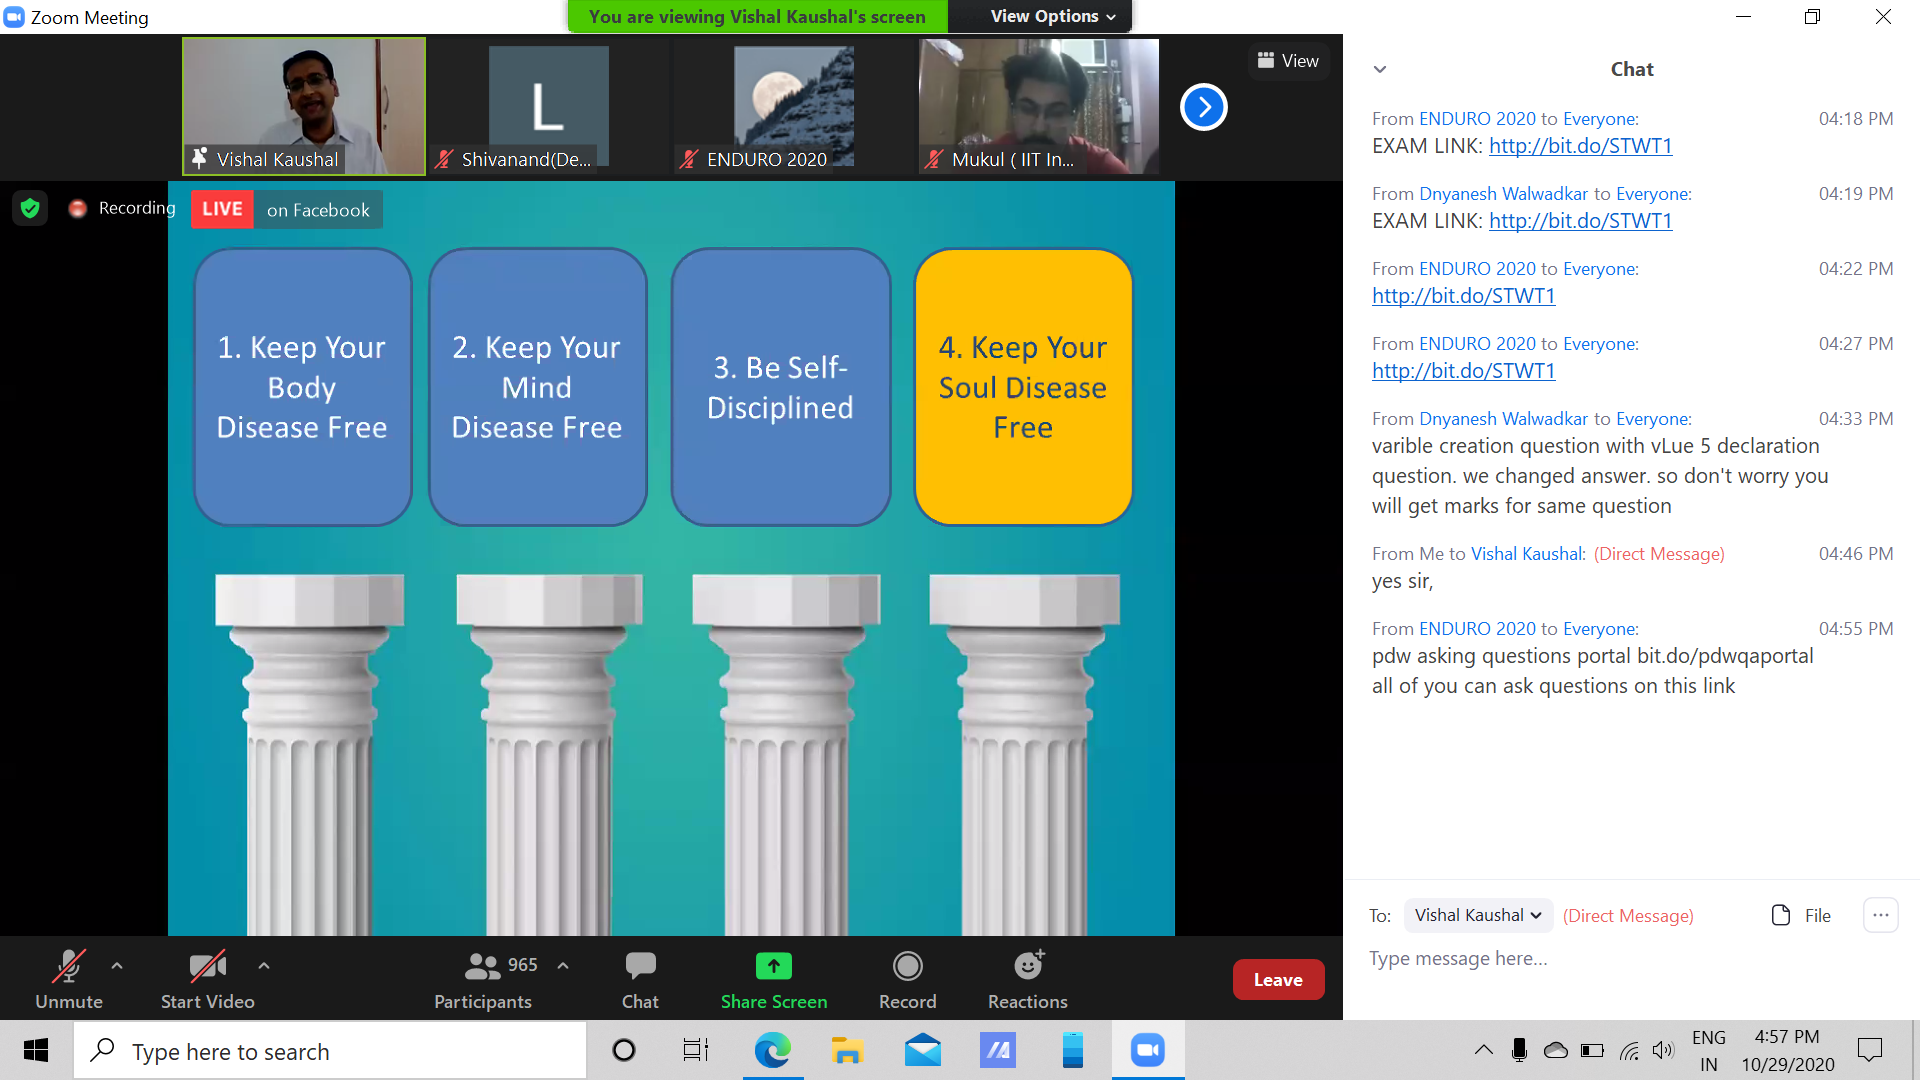 Zoom Meeting
You are viewing Vishal Kaushal's screen
View Options
View
Vishal Kaushal
L
Shivanand(De...
ENDURO 2020
Mukul ( IIT In...
Recording
LIVE
on Facebook
1. Keep Your
Body
Disease Free
2. Keep Your
Mind
Disease Free
3. Be Self-
Disciplined
4. Keep Your
Soul Disease
Free
Unmute
Start Video
965
Participants
Chat
Share Screen
Record
Reactions
Leave
Chat
From ENDURO 2020 to Everyone: 04:18 PM
EXAM LINK: http://bit.do/STWT1
From Dnyanesh Walwadkar to Everyone: 04:19 PM
EXAM LINK: http://bit.do/STWT1
From ENDURO 2020 to Everyone: 04:22 PM
http://bit.do/STWT1
From ENDURO 2020 to Everyone: 04:27 PM
http://bit.do/STWT1
From Dnyanesh Walwadkar to Everyone: 04:33 PM
varible creation question with vLue 5 declaration
question. we changed answer. so don't worry you
will get marks for same question
From Me to Vishal Kaushal: (Direct Message) 04:46 PM
yes sir,
From ENDURO 2020 to Everyone: 04:55 PM
pdw asking questions portal bit.do/pdwqaportal
all of you can ask questions on this link
To: Vishal Kaushal (Direct Message) File
Type message here...
Type here to search
ENG
IN
4:57 PM
10/29/2020